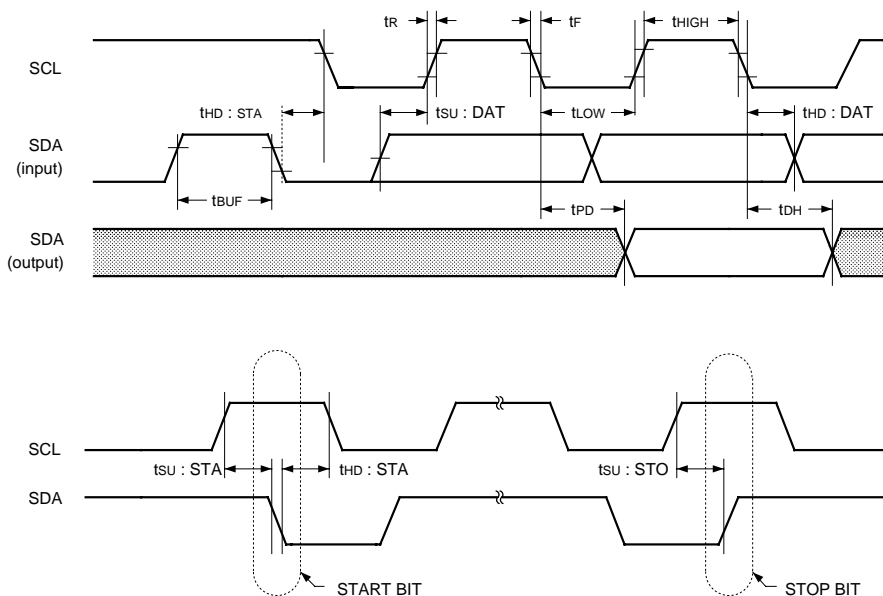 tR
tF
tHIGH
SCL
tHD : STA
tSU : DAT
tLOW
tHD : DAT
SDA
(input)
tBUF
tPD
tDH
SDA
(output)
SCL
tSU : STA
tHD : STA
tSU : STO
SDA
START BIT
STOP BIT